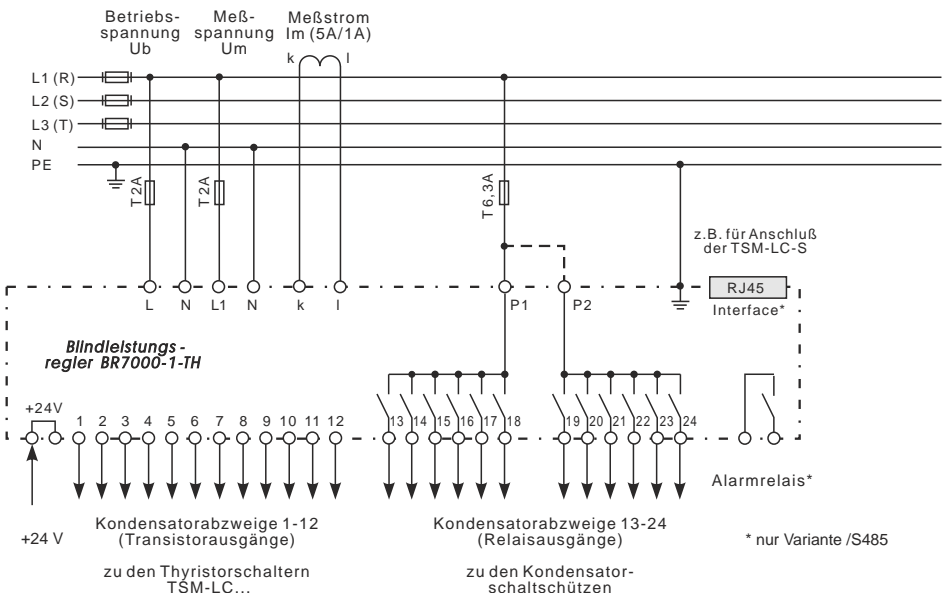 Betriebs-
spannung
Ub
Meß-
spannung
Um
Meßstrom
Im (5A/1A)
k
l
L1 (R)
L2 (S)
L3 (T)
N
PE
T2A
T2A
T6,3A
z.B. für Anschluß
der TSM-LC-S
RJ45
Interface*
L
N
L1
N
k
l
P1
P2
Blindleistungs-
regler BR7000-1-TH
+24V
1 2 3 4 5 6 7 8 9 10 11 12
13 14 15 16 17 18
19 20 21 22 23 24
Alarmrelais*
+24 V
Kondensatorabzweige 1-12
(Transistorausgänge)
zu den Thyristorschaltern
TSM-LC...
Kondensatorabzweige 13-24
(Relaisausgänge)
zu den Kondensator-
schaltschützen
* nur Variante /S485